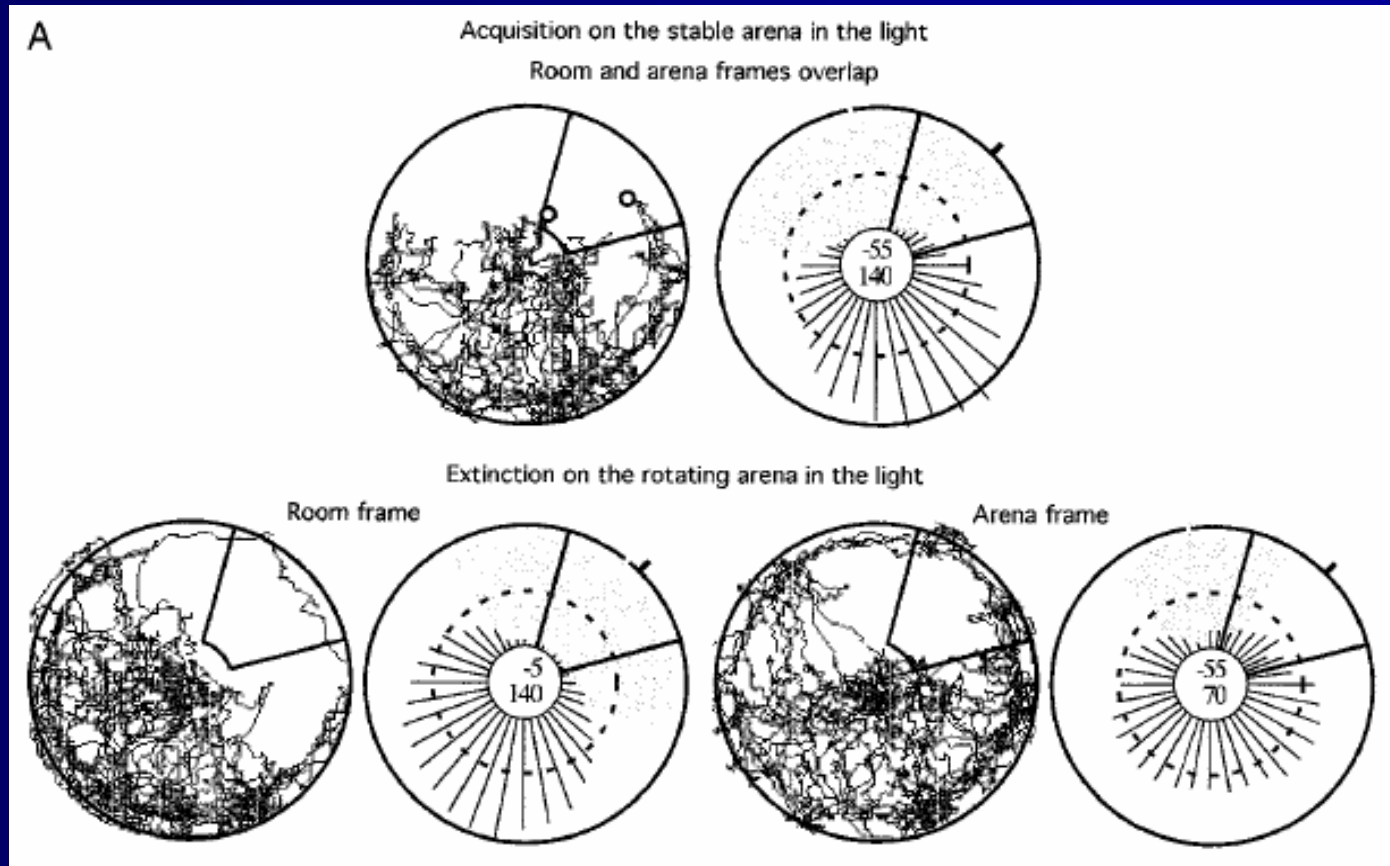 A
Acquisition on the stable arena in the light
Room and arena frames overlap
-55
140
Extinction on the rotating arena in the light
Room frame
Arena frame
-5
140
-55
70